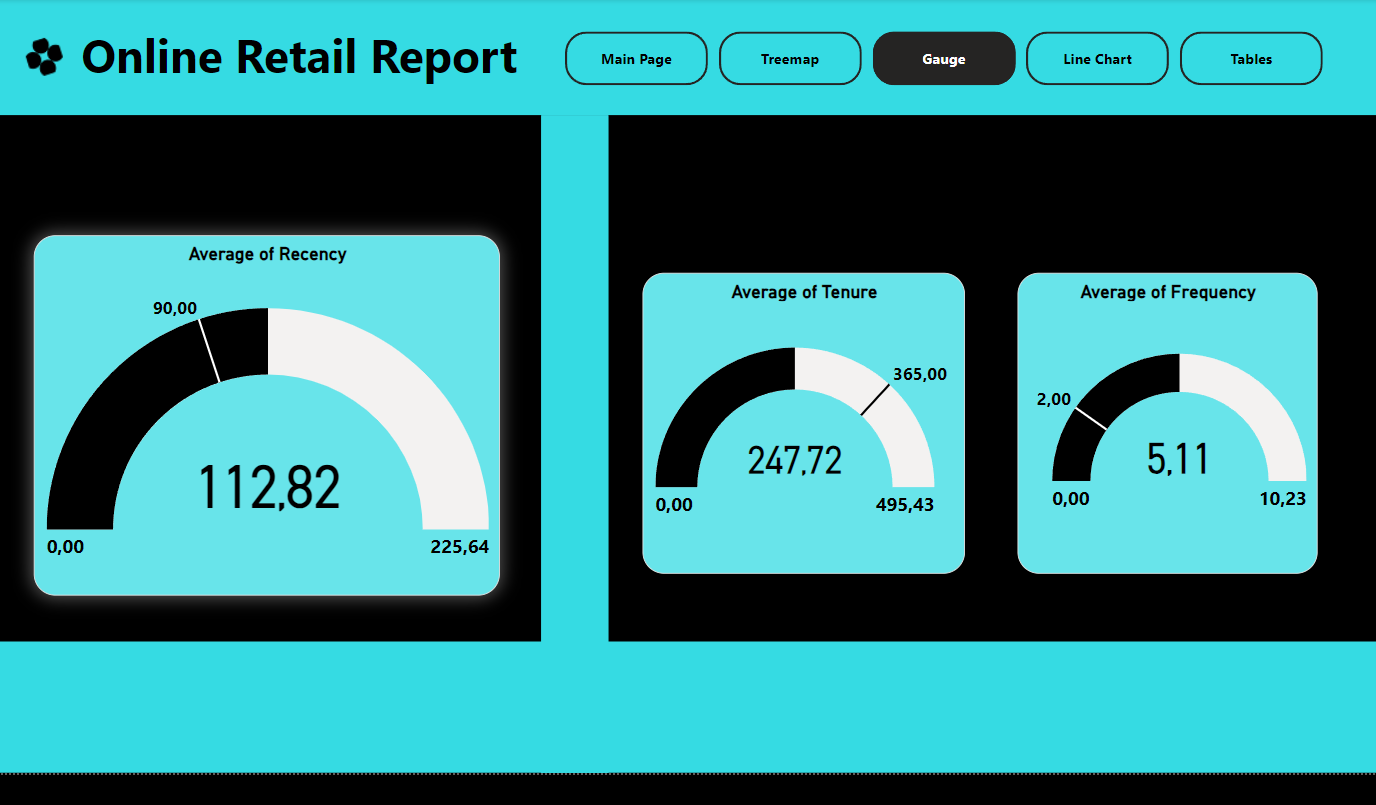 Online Retail Report
Main Page
Treemap
Gauge
Line Chart
Tables
Average of Recency
90,00
112,82
0,00
225,64
Average of Tenure
365,00
247,72
0,00
495,43
Average of Frequency
2,00
5,11
0,00
10,23